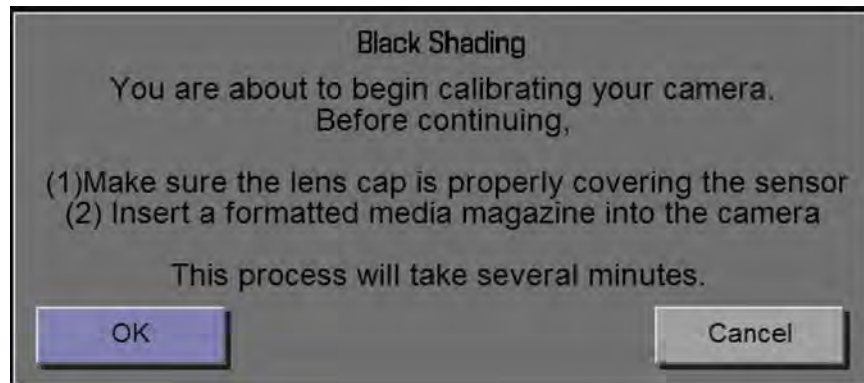 Black Shading
You are about to begin calibrating your camera.
Before continuing,
(1)Make sure the lens cap is properly covering the sensor
(2) Insert a formatted media magazine into the camera
This process will take several minutes.
OK
Cancel